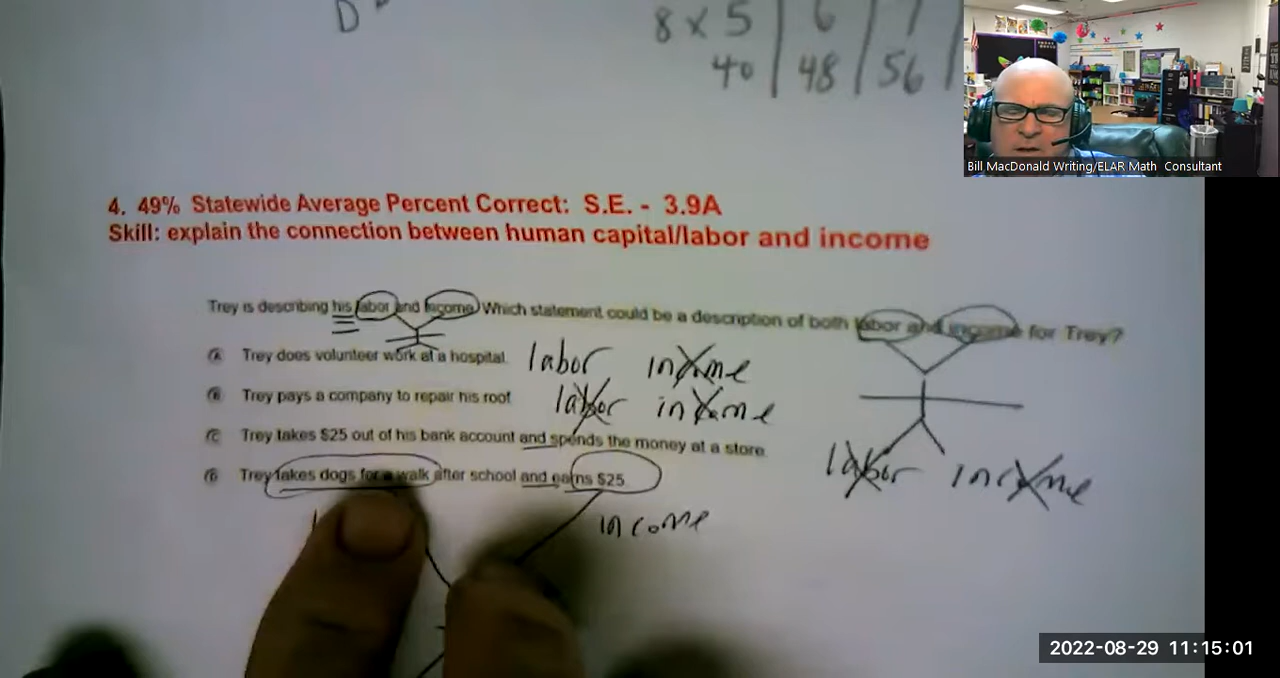 D
8 x 5 | 6 | 7 |
40 | 48 | 56 |
Bill MacDonald Writing/ELAR Math Consultant
4. 49% Statewide Average Percent Correct: S.E. - 3.9A
Skill: explain the connection between human capital/labor and income
Trey is describing his labor and income. Which statement could be a description of both labor and income for Trey?
A Trey does volunteer work at a hospital. labor income
B Trey pays a company to repair his roof labor income
C Trey takes $25 out of his bank account and spends the money at a store.
labor income
D Trey takes dogs for a walk after school and earns $25
income
2022-08-29 11:15:01